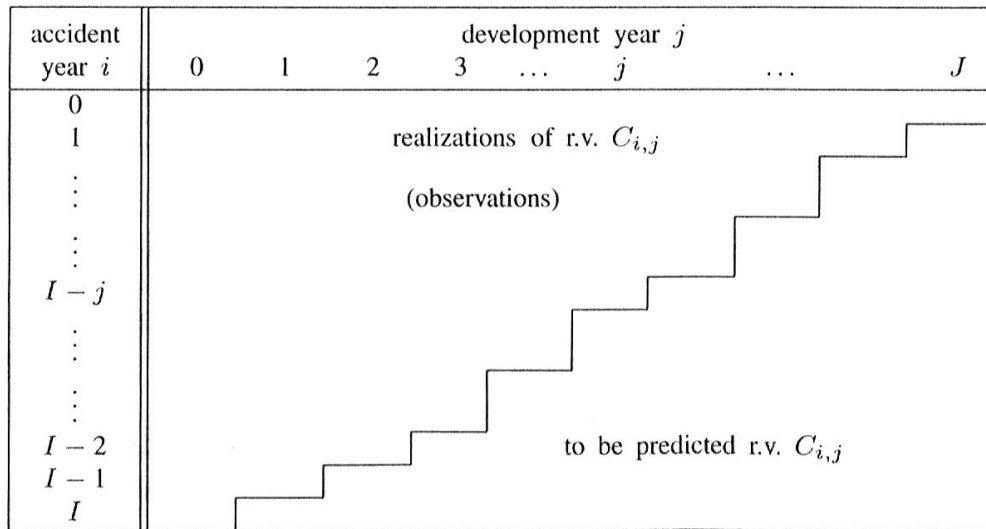 accident development year j
year i 0 1 2 3 ... j ... J
0
1 realizations of r.v. C_{i,j}
⋮ (observations)
⋮
I − j
⋮
⋮
I − 2 to be predicted r.v. C_{i,j}
I − 1
I